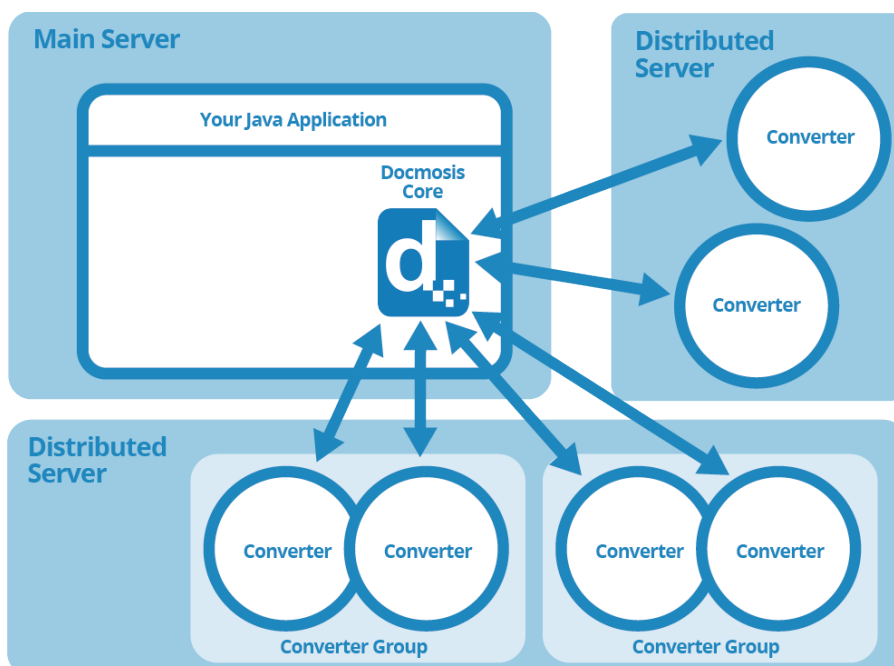 Main Server
Your Java Application
Docmosis
Core
d
Distributed
Server
Converter
Converter
Distributed
Server
Converter
Converter
Converter Group
Converter
Converter
Converter Group